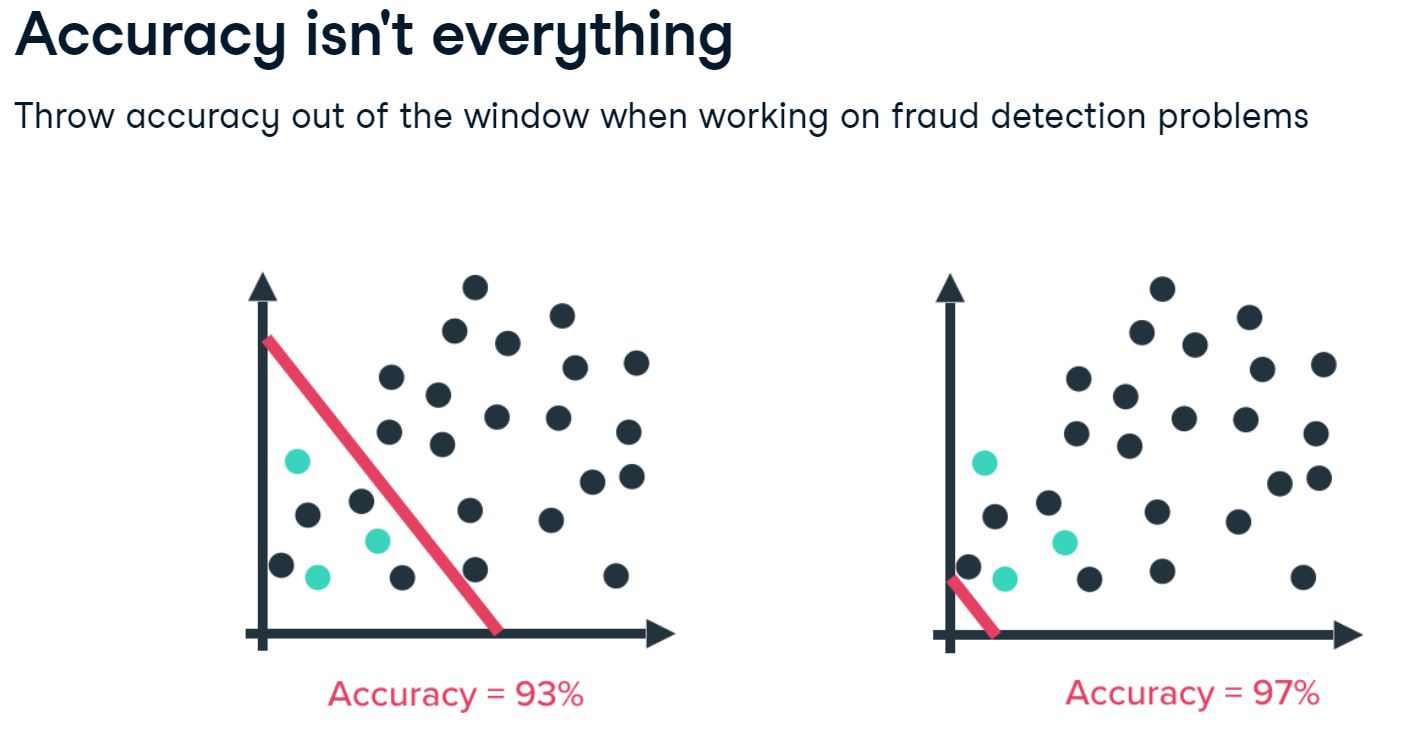 Accuracy isn't everything
Throw accuracy out of the window when working on fraud detection problems
Accuracy = 93%
Accuracy = 97%